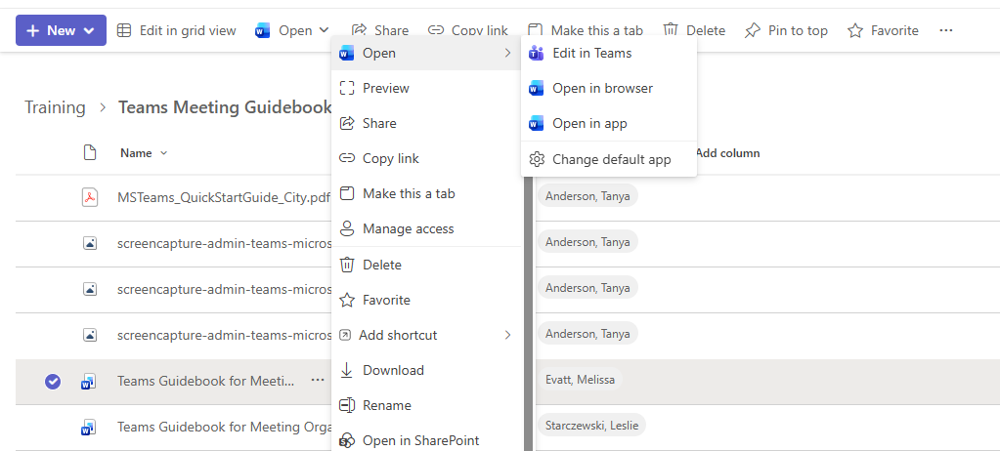 + New
Edit in grid view
Open
Share
Copy link
Make this a tab
Delete
Pin to top
Favorite
...
Training > Teams Meeting Guidebook
Name
Add column
MSTeams_QuickStartGuide_City.pdf
Anderson, Tanya
screencapture-admin-teams-micros
Anderson, Tanya
screencapture-admin-teams-micros
Anderson, Tanya
screencapture-admin-teams-micros
Anderson, Tanya
Teams Guidebook for Meeti...
...
Evatt, Melissa
Teams Guidebook for Meeting Orga
Starczewski, Leslie
Open
Preview
Share
Copy link
Make this a tab
Manage access
Delete
Favorite
Add shortcut
Download
Rename
Open in SharePoint
Edit in Teams
Open in browser
Open in app
Change default app